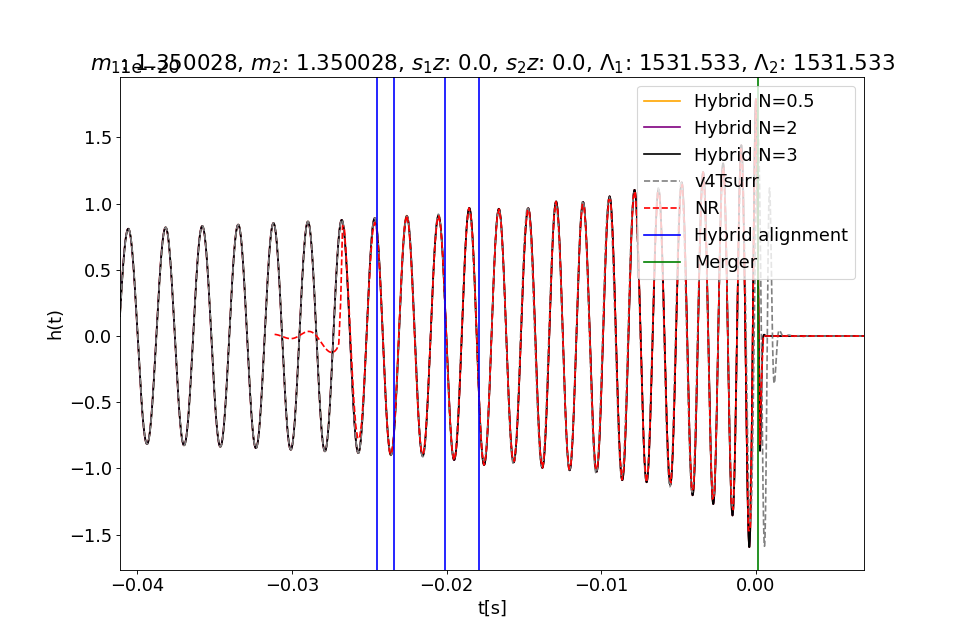 m₁: 1.350028, m₂: 1.350028, s₁z: 0.0, s₂z: 0.0, Λ₁: 1531.533, Λ₂: 1531.533
1e−20
Hybrid N=0.5
Hybrid N=2
Hybrid N=3
v4Tsurr
NR
Hybrid alignment
Merger
1.5
1.0
0.5
0.0
−0.5
−1.0
−1.5
h(t)
−0.04
−0.03
−0.02
−0.01
0.00
t[s]